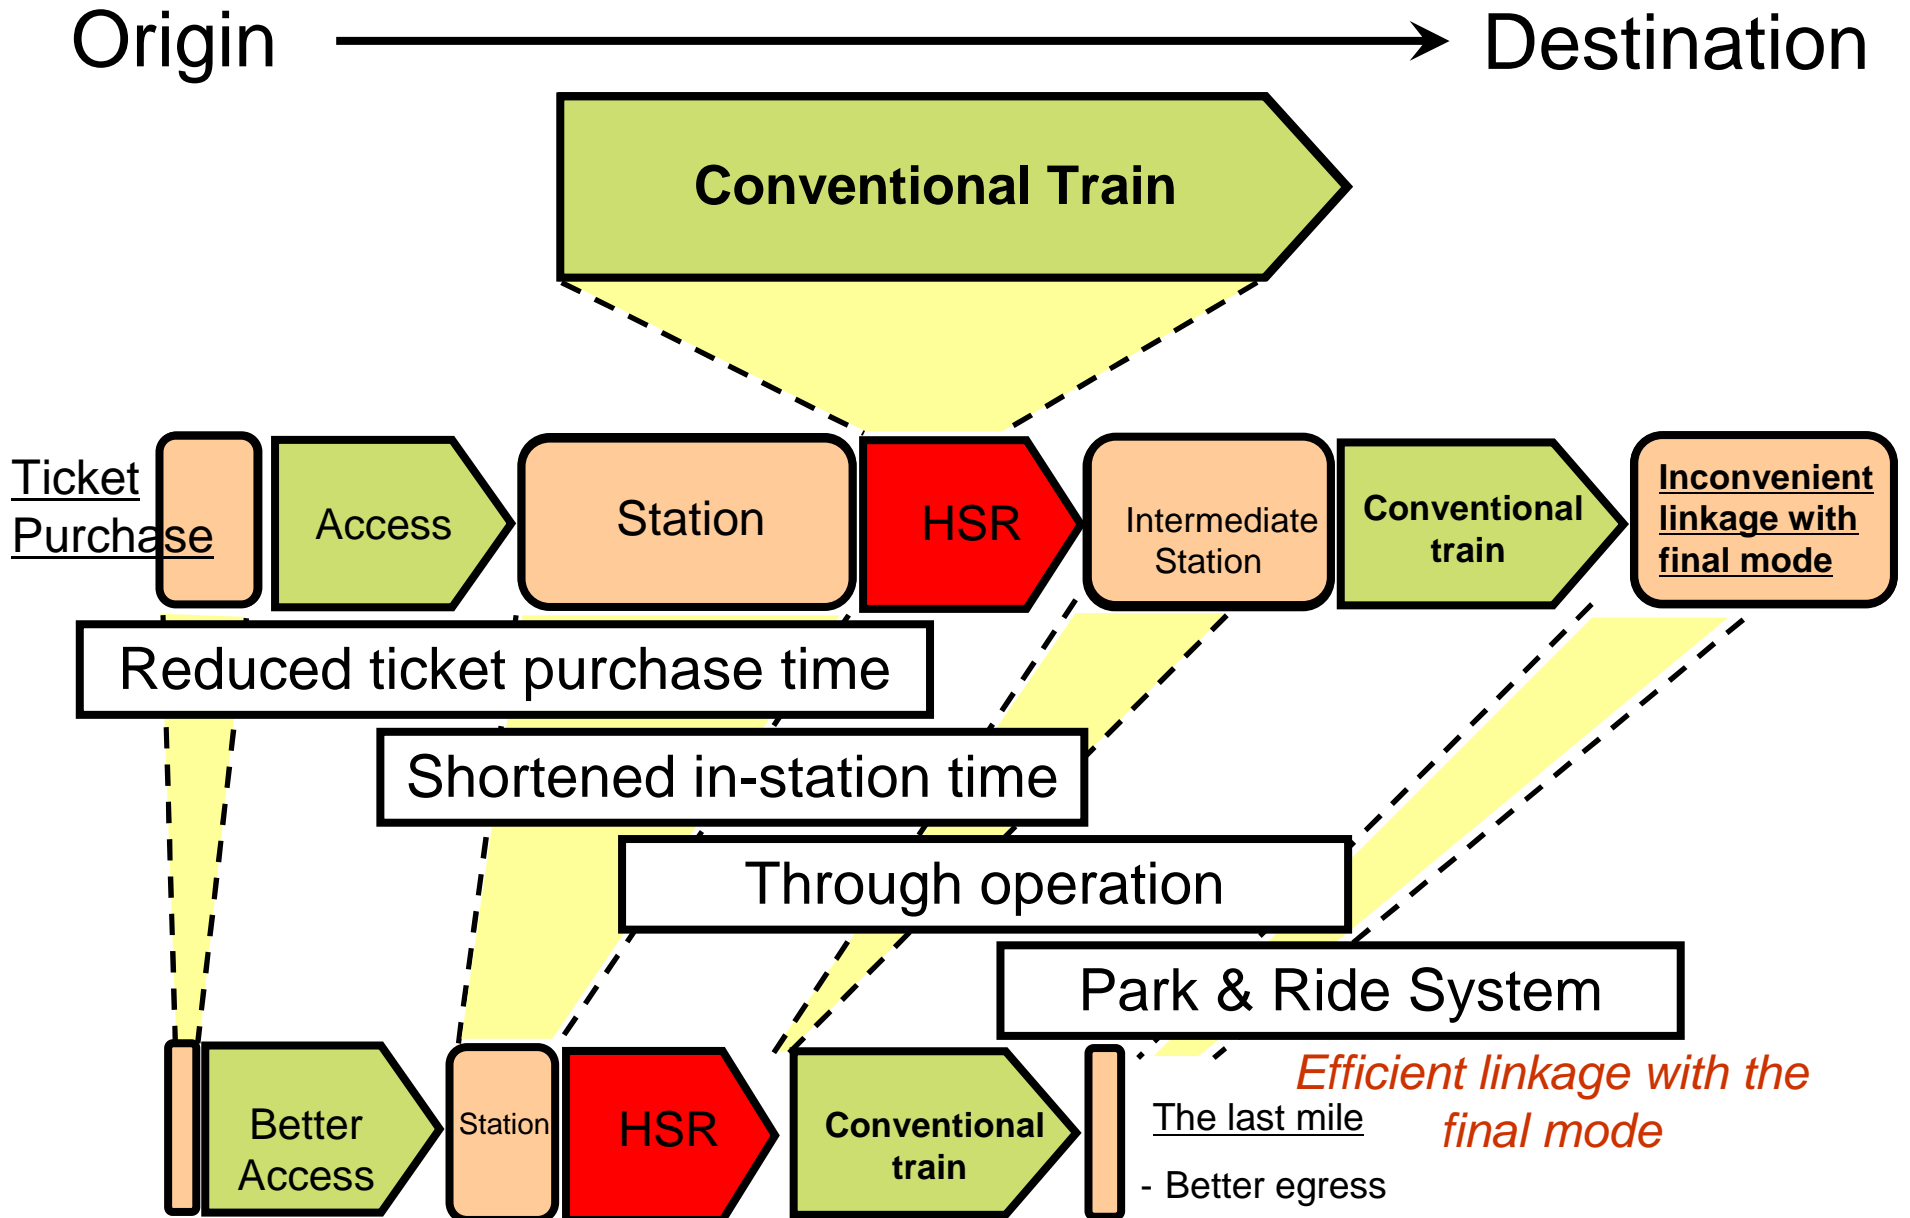 Origin
Destination
Conventional Train
Ticket
Purchase
Access
Station
HSR
Intermediate
Station
Conventional
train
Inconvenient
linkage with
final mode
Reduced ticket purchase time
Shortened in-station time
Through operation
Park & Ride System
Better
Access
Station
HSR
Conventional
train
The last mile
- Better egress
Efficient linkage with the
final mode